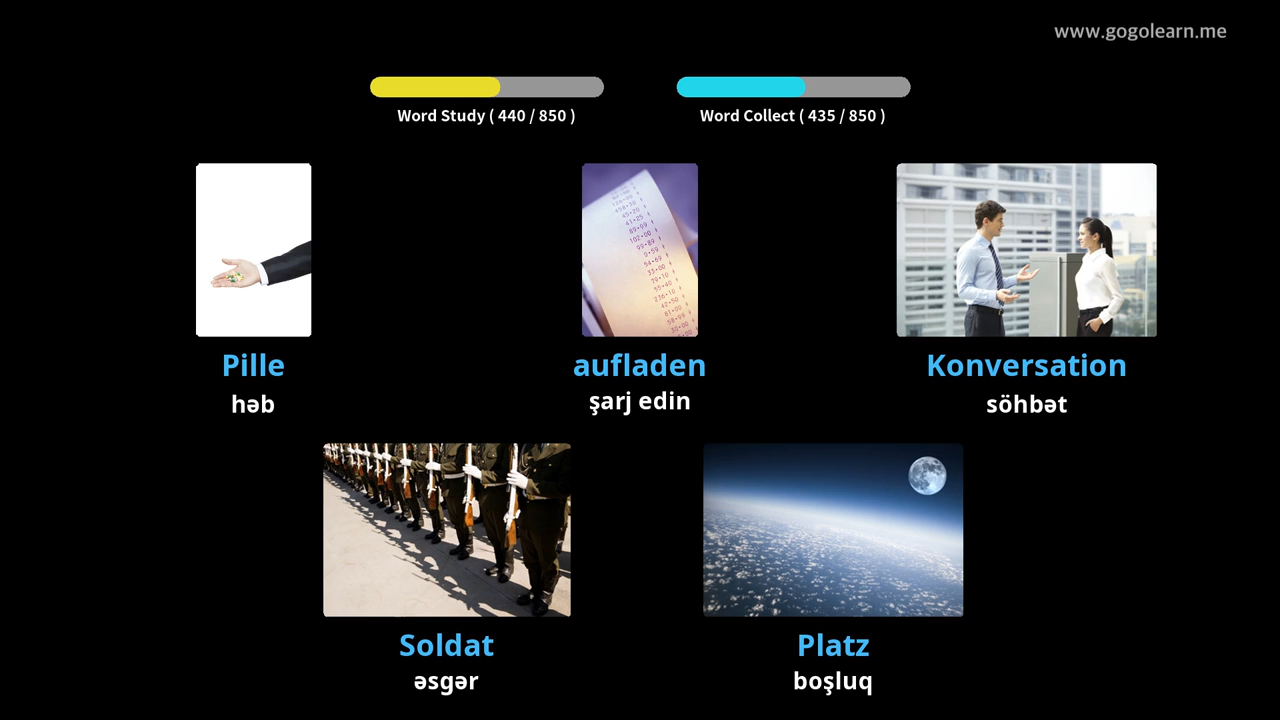 www.gogolearn.me
Word Study ( 440 / 850 )
Word Collect ( 435 / 850 )
Pille
həb
aufladen
şarj edin
Konversation
söhbət
Soldat
əsgər
Platz
boşluq